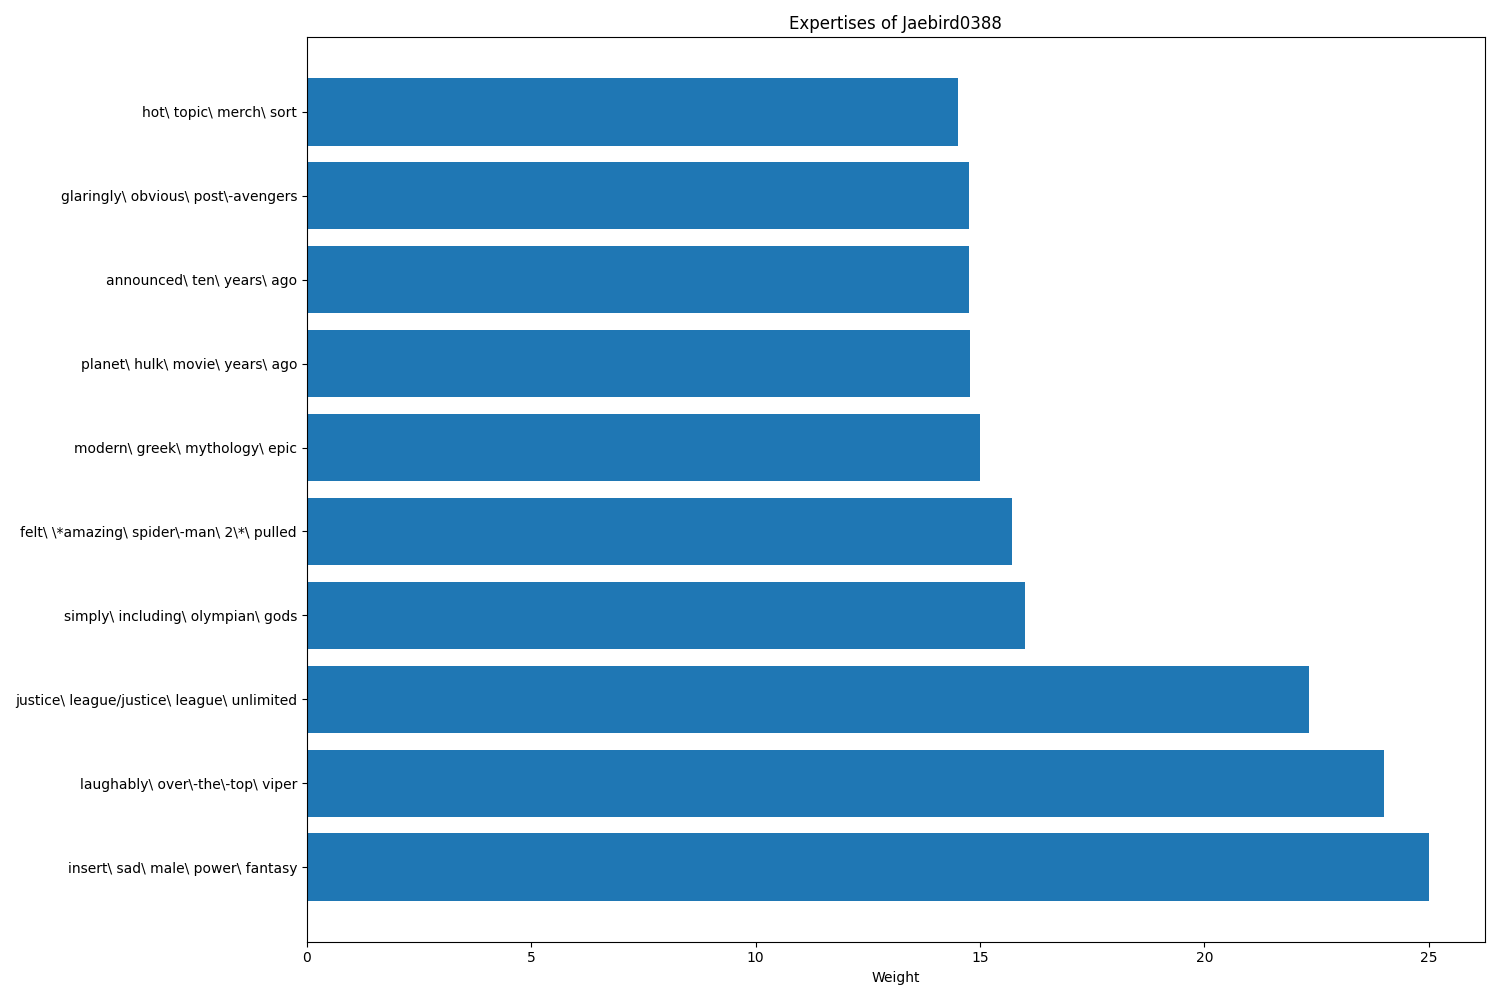 Expertises of Jaebird0388
hot\ topic\ merch\ sort
glaringly\ obvious\ post\-avengers
announced\ ten\ years\ ago
planet\ hulk\ movie\ years\ ago
modern\ greek\ mythology\ epic
felt\ \*amazing\ spider\-man\ 2\*\ pulled
simply\ including\ olympian\ gods
justice\ league/justice\ league\ unlimited
laughably\ over\-the\-top\ viper
insert\ sad\ male\ power\ fantasy
0 5 10 15 20 25
Weight